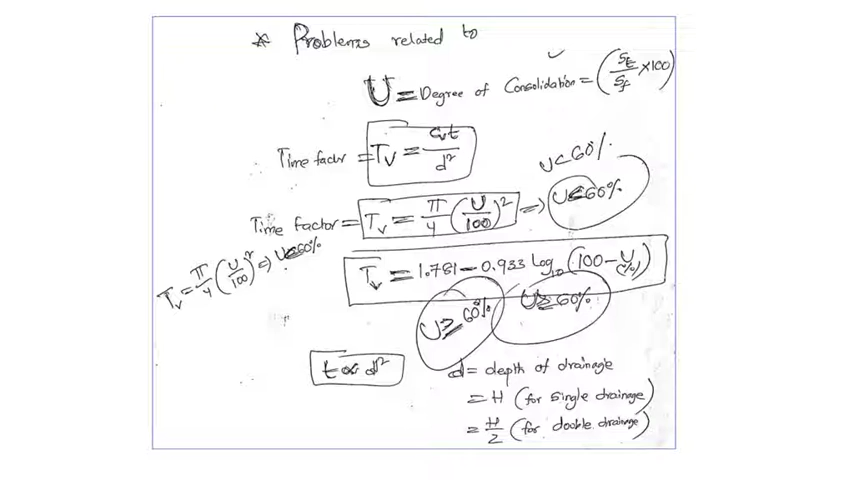 * Problems related to
U = Degree of Consolidation = (St/Sf × 100)
Time factor = Tv = Cvt/d²
U<60%
Time factor = Tv = π/4 (U/100)² ⇒ U<60%
Tv = π/4 (U/100)² ⇒ U<60%
Tv = 1.781 - 0.933 log10 (100 - U(%))
U≥60% U≥60%
t ∝ d² d = depth of drainage
= H (for single drainage)
= H/2 (for double drainage)